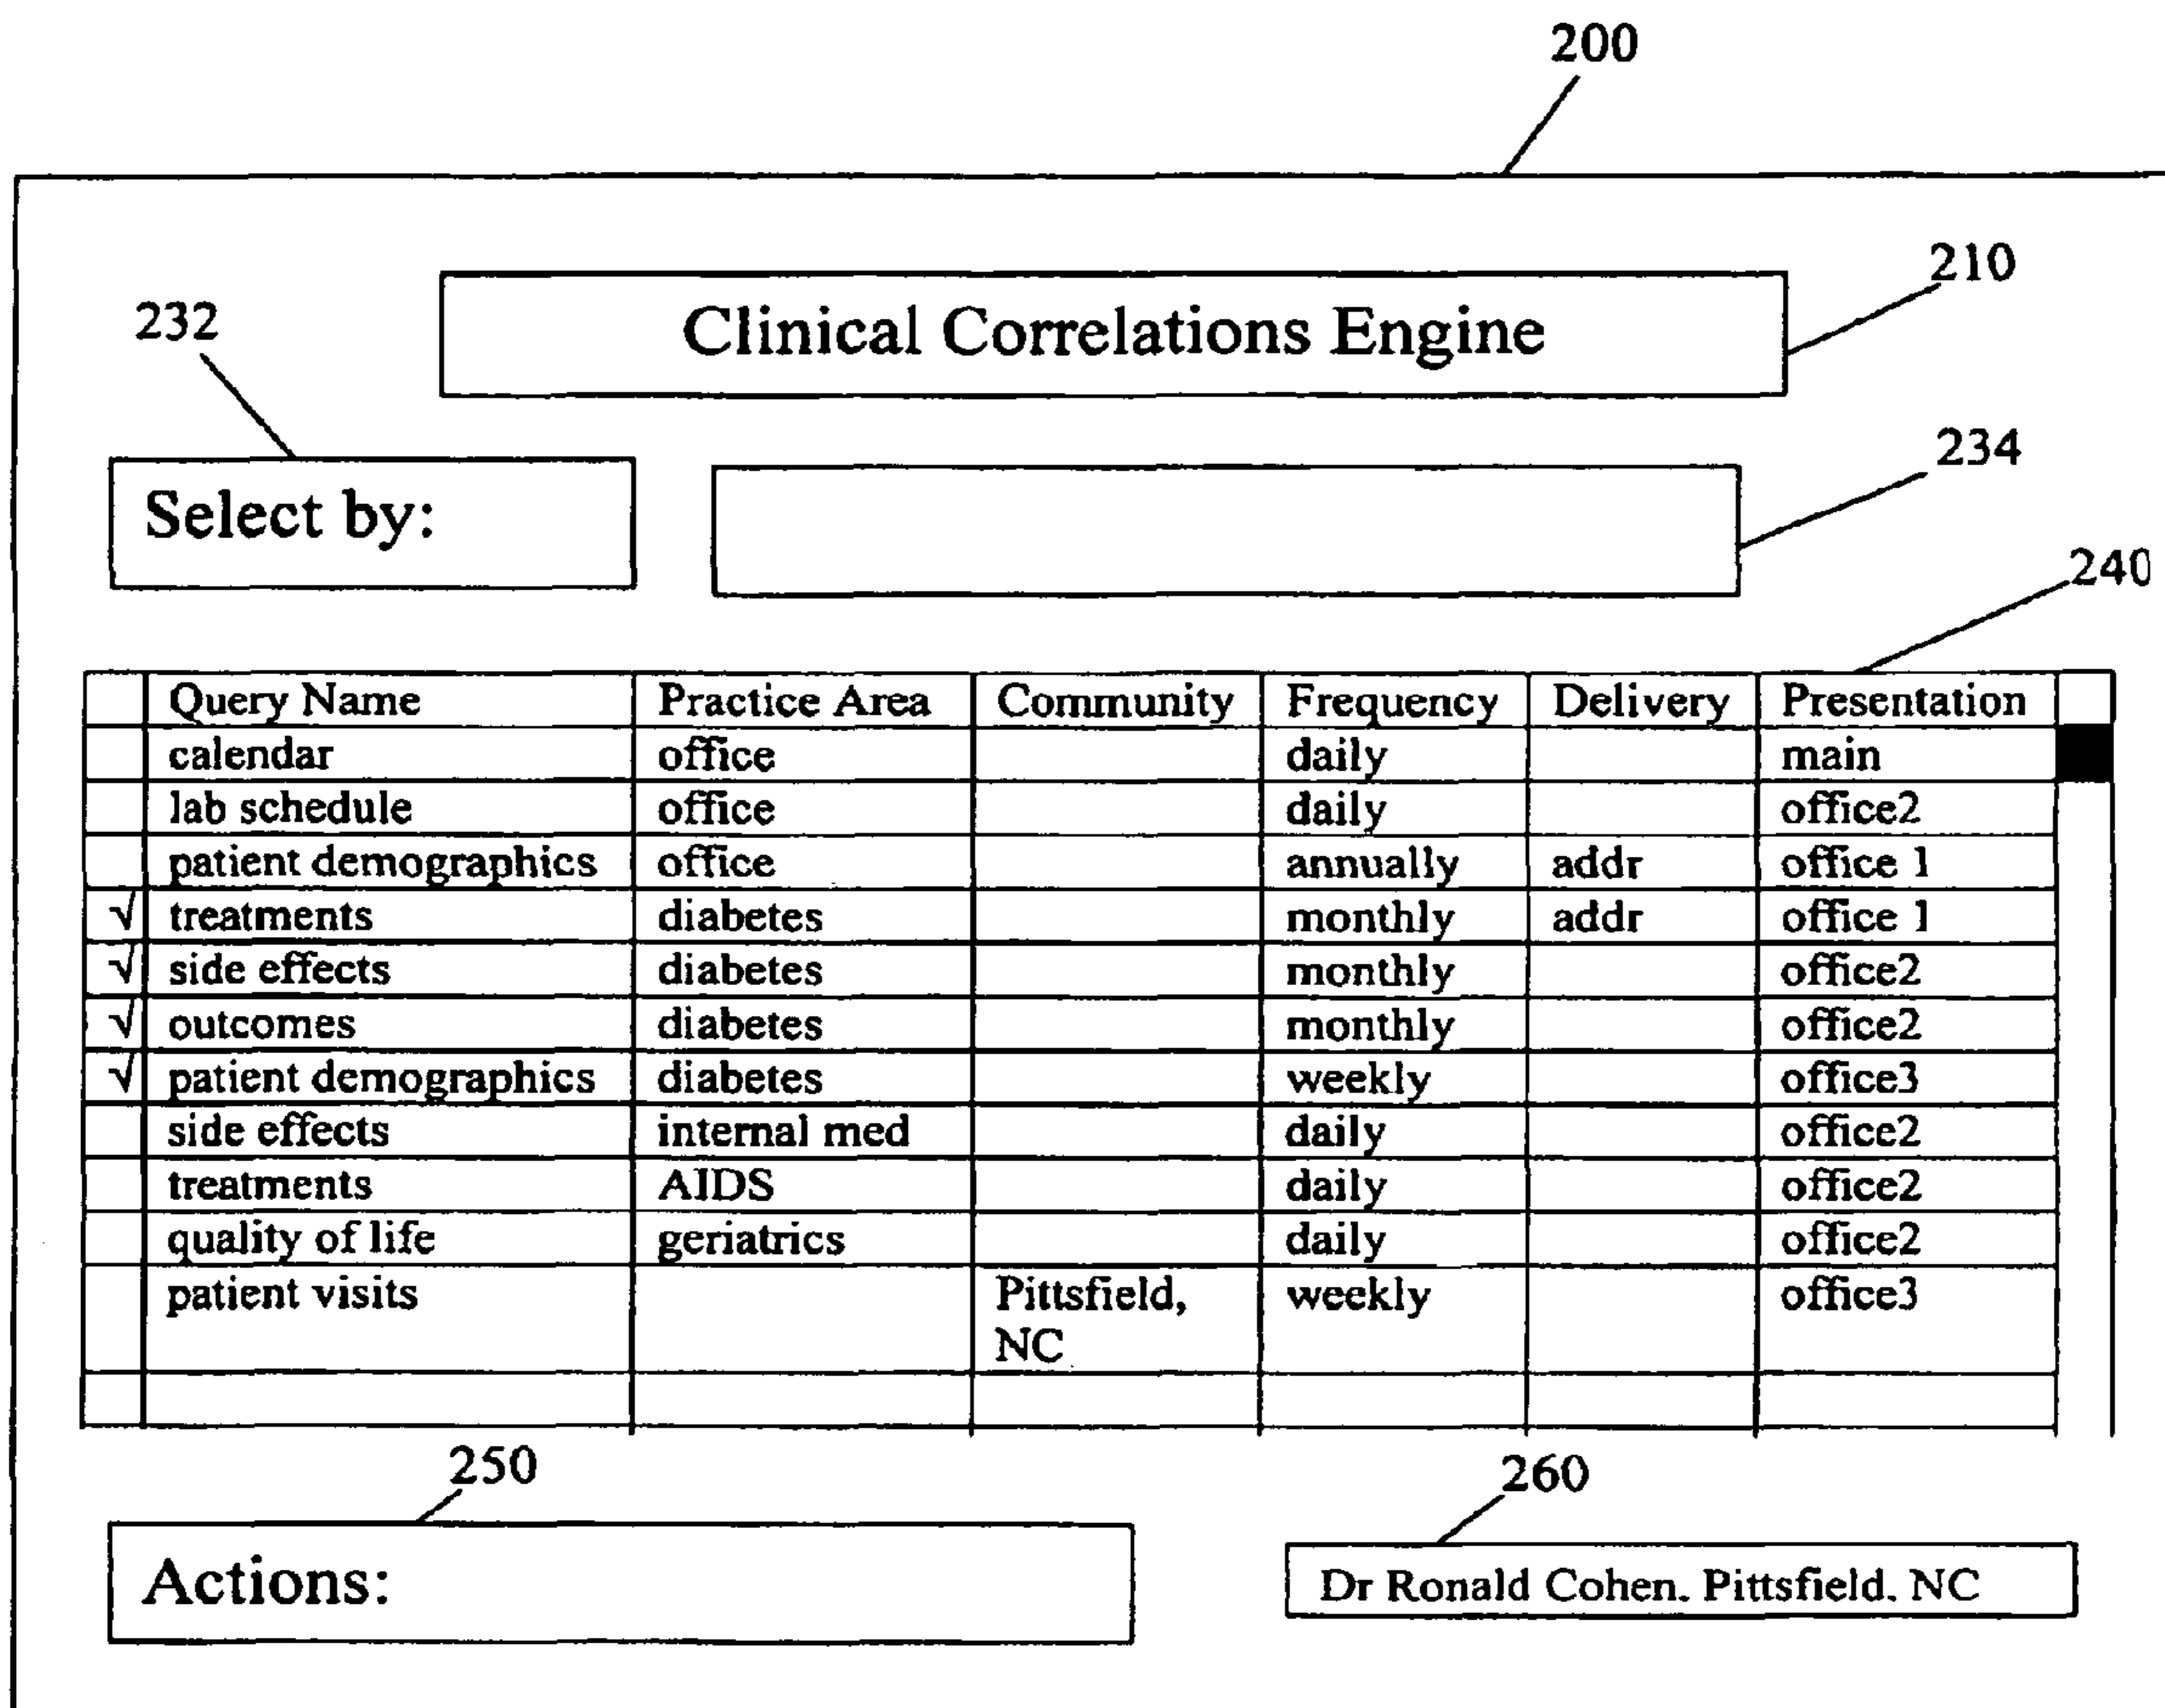 200
210
Clinical Correlations Engine
232
234
Select by:
240
Query Name Practice Area Community Frequency Delivery Presentation
calendar office daily main
lab schedule office daily office2
patient demographics office annually addr office 1
√ treatments diabetes monthly addr office 1
√ side effects diabetes monthly office2
√ outcomes diabetes monthly office2
√ patient demographics diabetes weekly office3
side effects internal med daily office2
treatments AIDS daily office2
quality of life geriatrics daily office2
patient visits Pittsfield, weekly office3
NC
250
260
Actions:
Dr Ronald Cohen. Pittsfield. NC